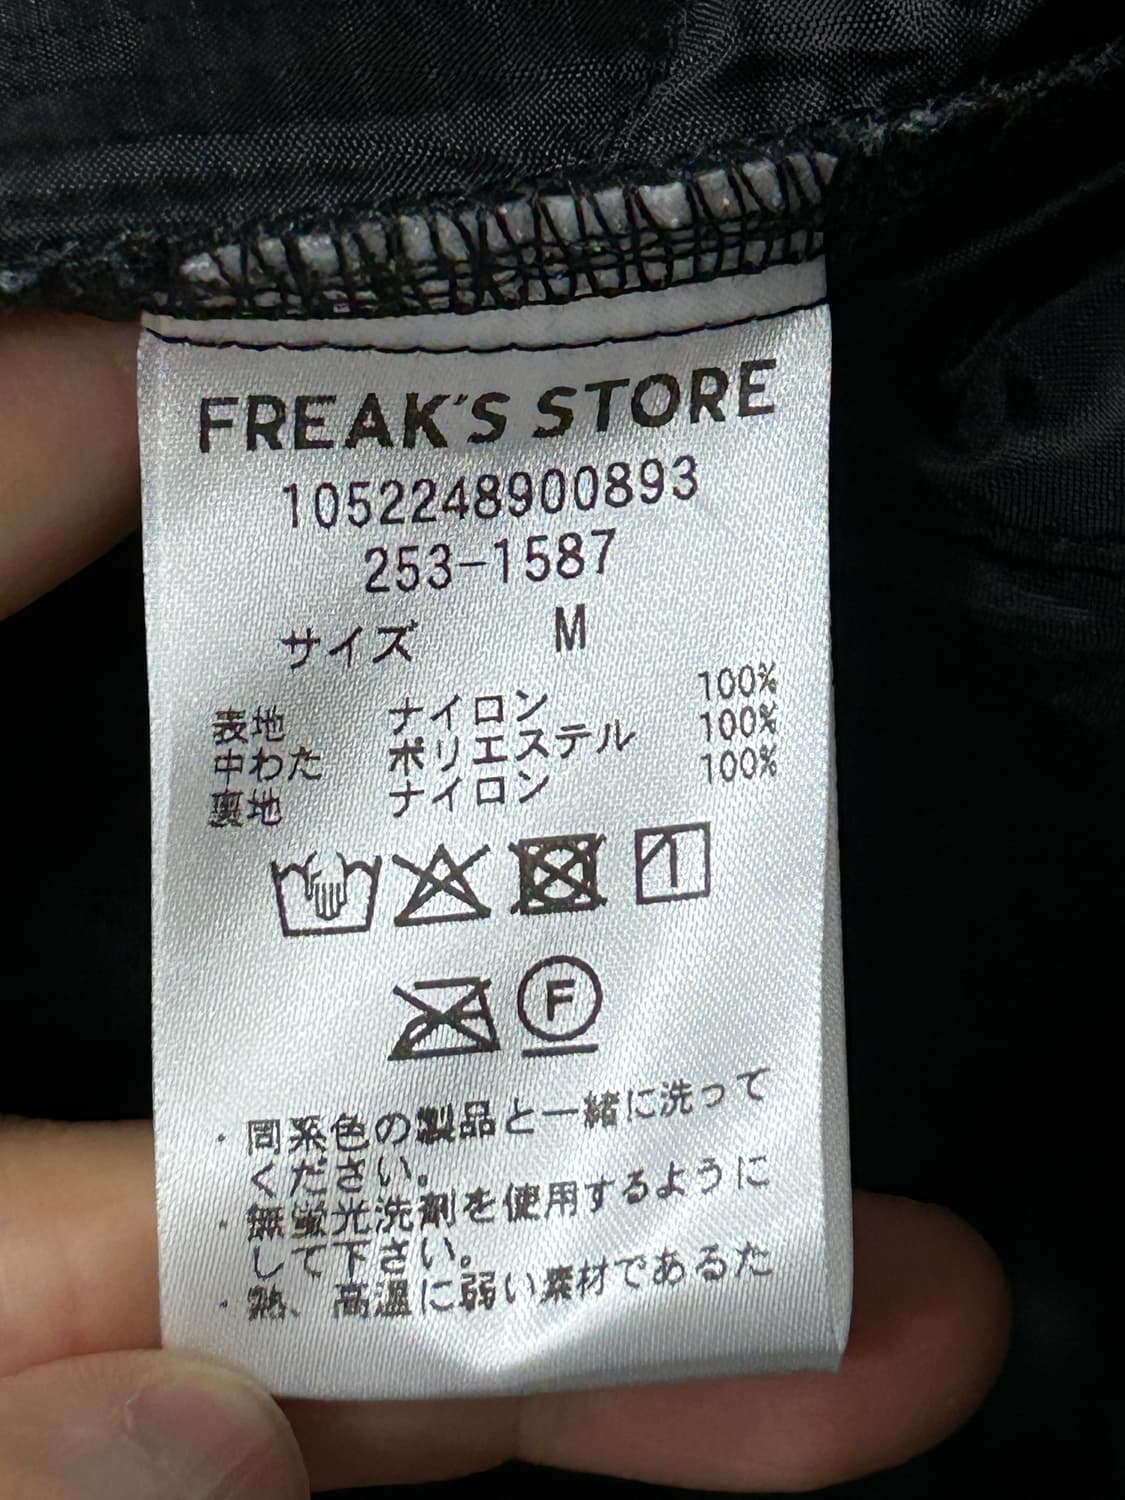 FREAK'S STORE
1052248900893
253-1587
サイズ M
表地 ナイロン 100%
中わた ポリエステル 100%
裏地 ナイロン 100%
F
・同系色の製品と一緒に洗って
ください。
・無蛍光洗剤を使用するように
して下さい。
・熱、高温に弱い素材であるた